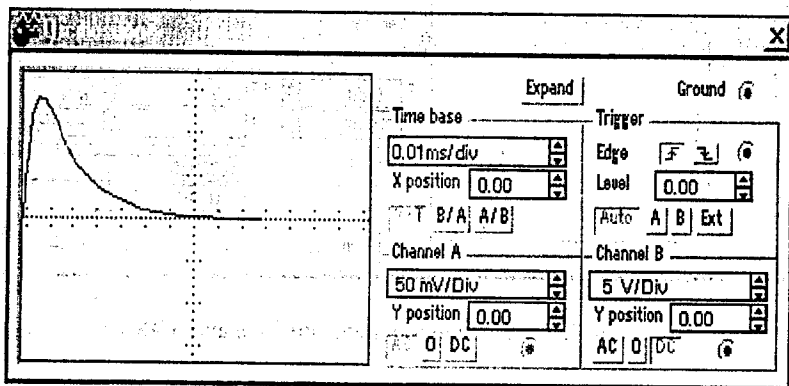 X
Expand
Ground
Time base
Trigger
0.01ms/div
Edge
X position 0.00
Level 0.00
T B/A A/B
Auto A B Ext
Channel A
Channel B
50 mV/Div
5 V/Div
Y position 0.00
Y position 0.00
AC 0 DC
AC 0 DC